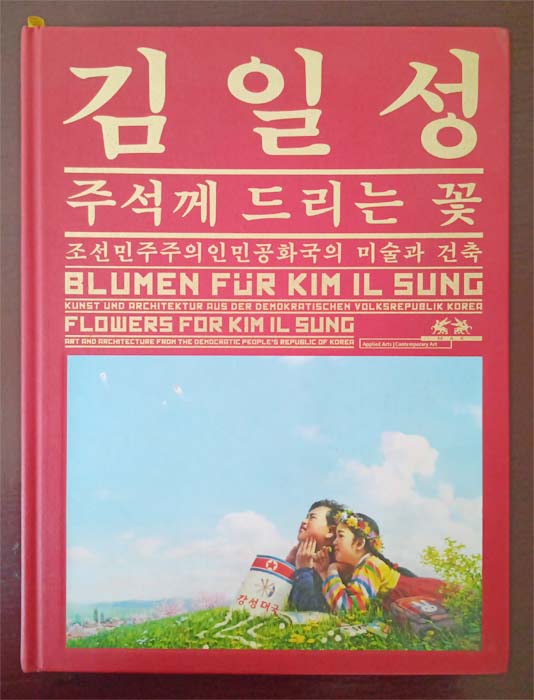 김일성
주석께 드리는 꽃
조선민주주의인민공화국의 미술과 건축
BLUMEN FÜR KIM IL SUNG
KUNST UND ARCHITEKTUR AUS DER DEMOKRATISCHEN VOLKSREPUBLIK KOREA
FLOWERS FOR KIM IL SUNG
ART AND ARCHITECTURE FROM THE DEMOCRATIC PEOPLE'S REPUBLIC OF KOREA
MAK
Applied Arts | Contemporary Art
강성대국